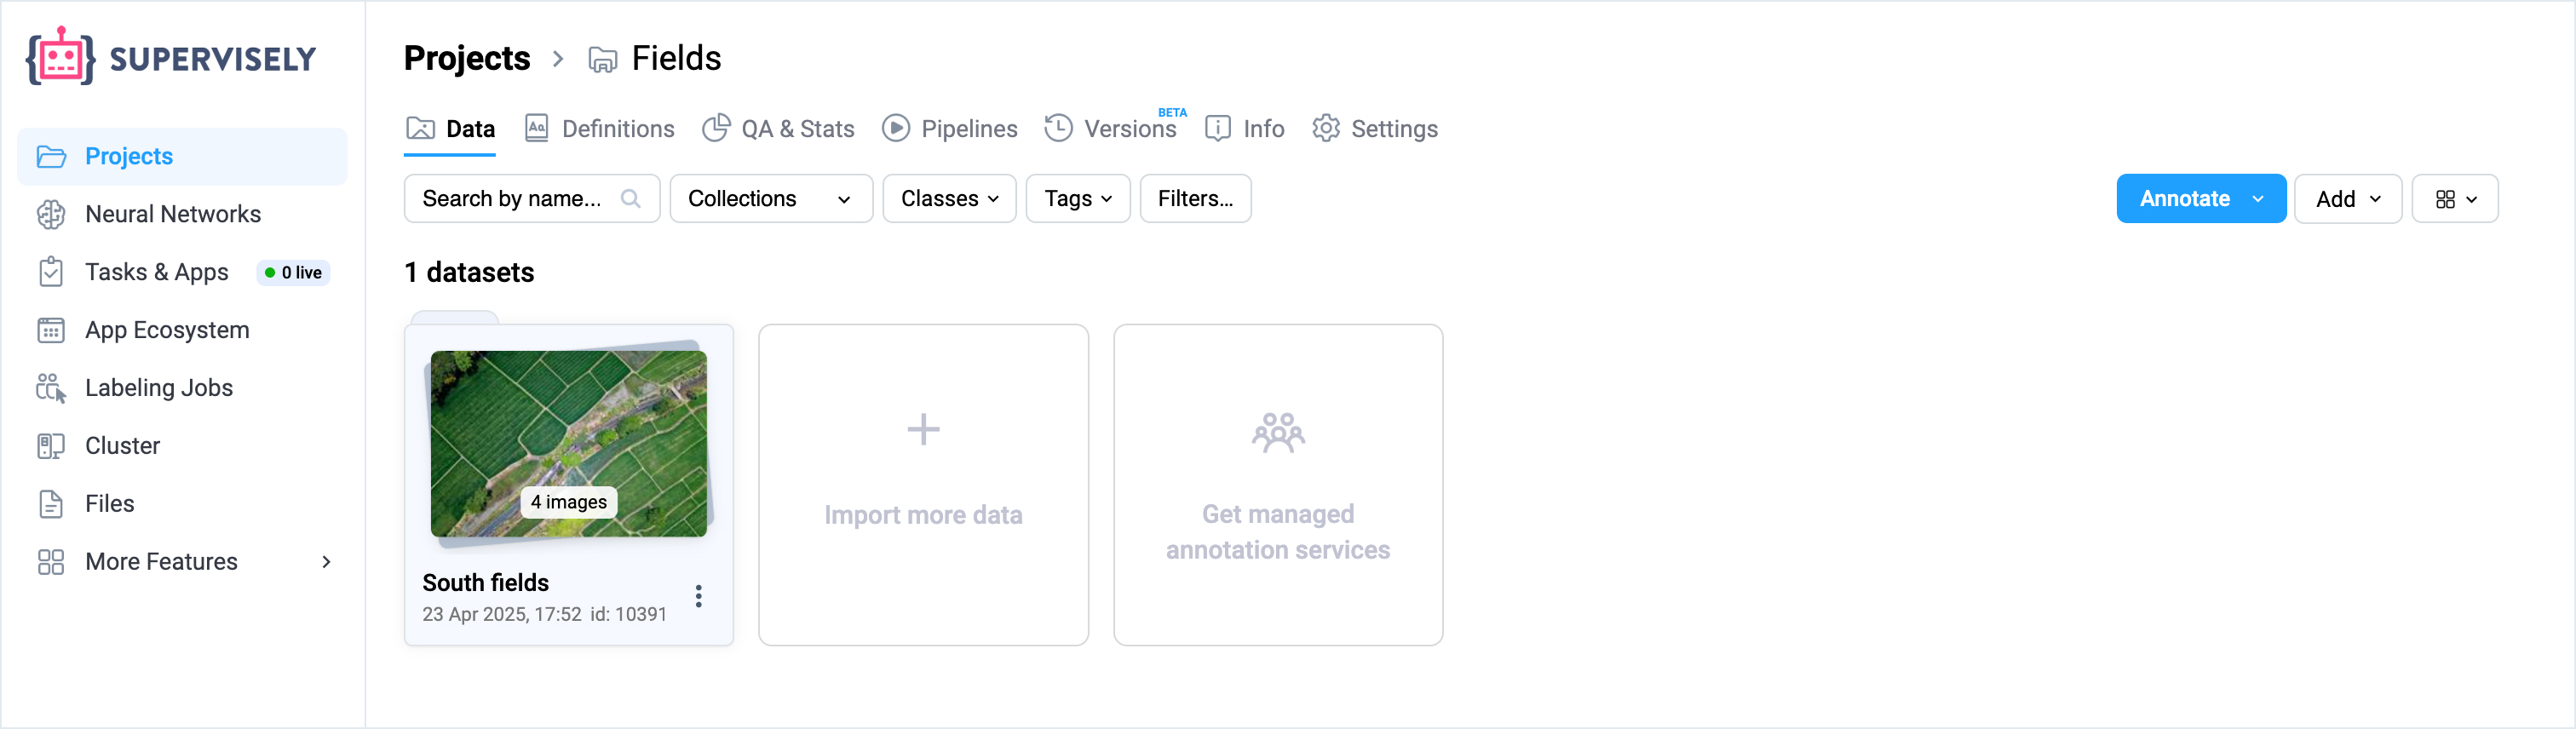 SUPERVISELY
Projects
Neural Networks
Tasks & Apps 0 live
App Ecosystem
Labeling Jobs
Cluster
Files
More Features
Projects > Fields
Data Definitions QA & Stats Pipelines Versions BETA Info Settings
Search by name... Collections Classes Tags Filters... Annotate Add
1 datasets
4 images
South fields
23 Apr 2025, 17:52 id: 10391
Import more data
Get managed
annotation services